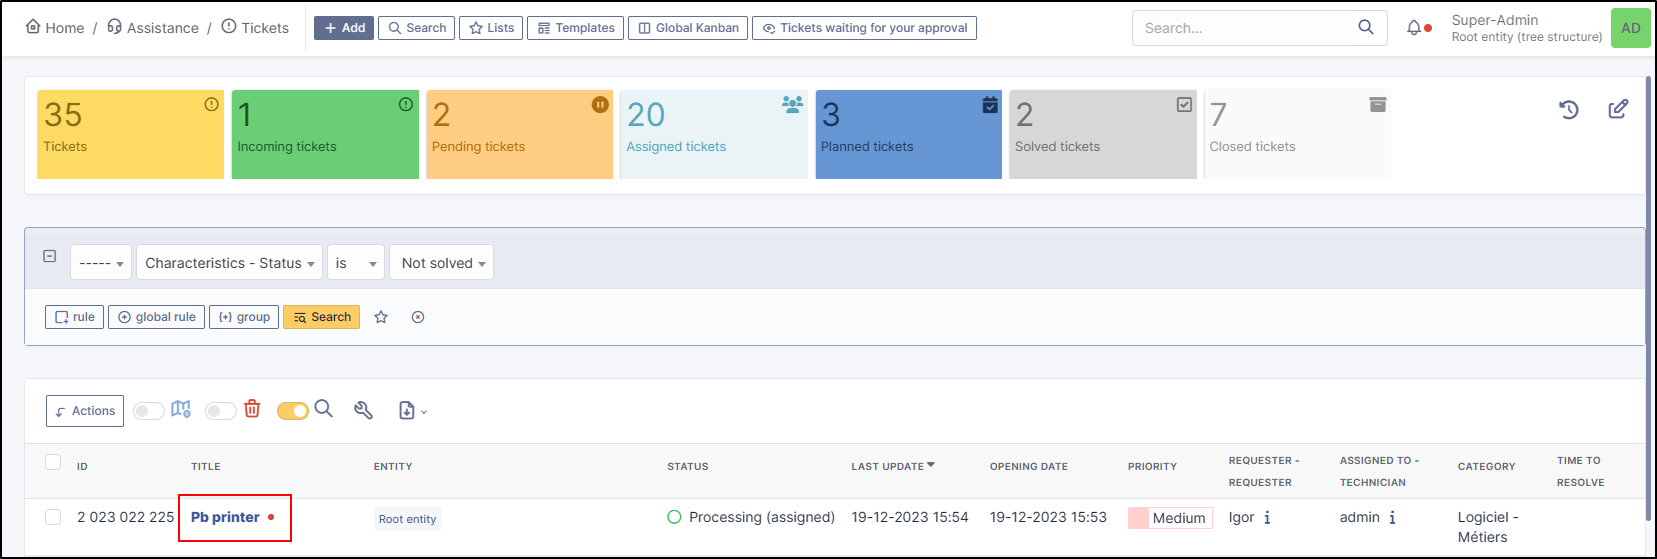 Home / Assistance / Tickets
Add
Search
Lists
Templates
Global Kanban
Tickets waiting for your approval
Search...
Super-Admin
Root entity (tree structure)
AD
35
Tickets
1
Incoming tickets
2
Pending tickets
20
Assigned tickets
3
Planned tickets
2
Solved tickets
7
Closed tickets
-----
Characteristics - Status
is
Not solved
rule
global rule
group
Search
Actions
ID
TITLE
ENTITY
STATUS
LAST UPDATE
OPENING DATE
PRIORITY
REQUESTER -
REQUESTER
ASSIGNED TO -
TECHNICIAN
CATEGORY
TIME TO
RESOLVE
2 023 022 225
Pb printer
Root entity
Processing (assigned)
19-12-2023 15:54
19-12-2023 15:53
Medium
Igor
admin
Logiciel -
Métiers